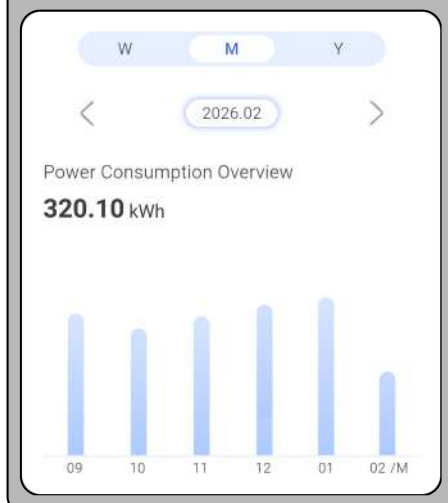 W M Y
2026.02
Power Consumption Overview
320.10 kWh
09 10 11 12 01 02 /M